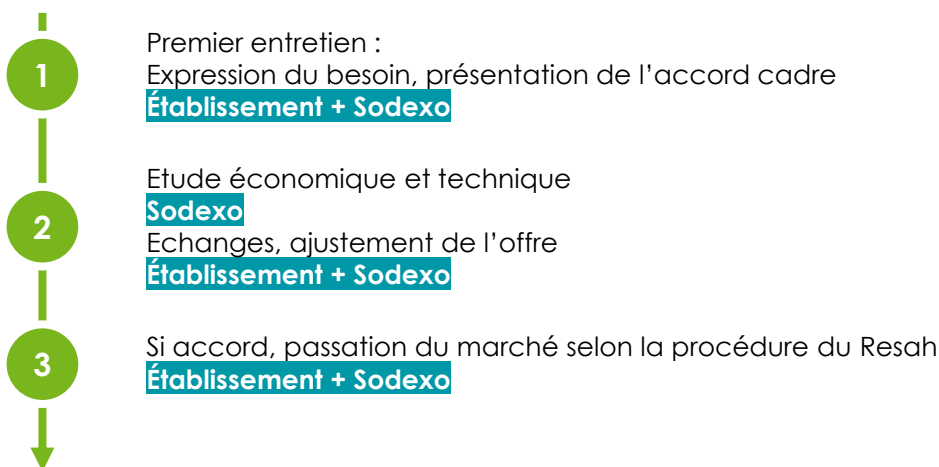 1
Premier entretien :
Expression du besoin, présentation de l’accord cadre
Établissement + Sodexo
2
Etude économique et technique
Sodexo
Echanges, ajustement de l’offre
Établissement + Sodexo
3
Si accord, passation du marché selon la procédure du Resah
Établissement + Sodexo